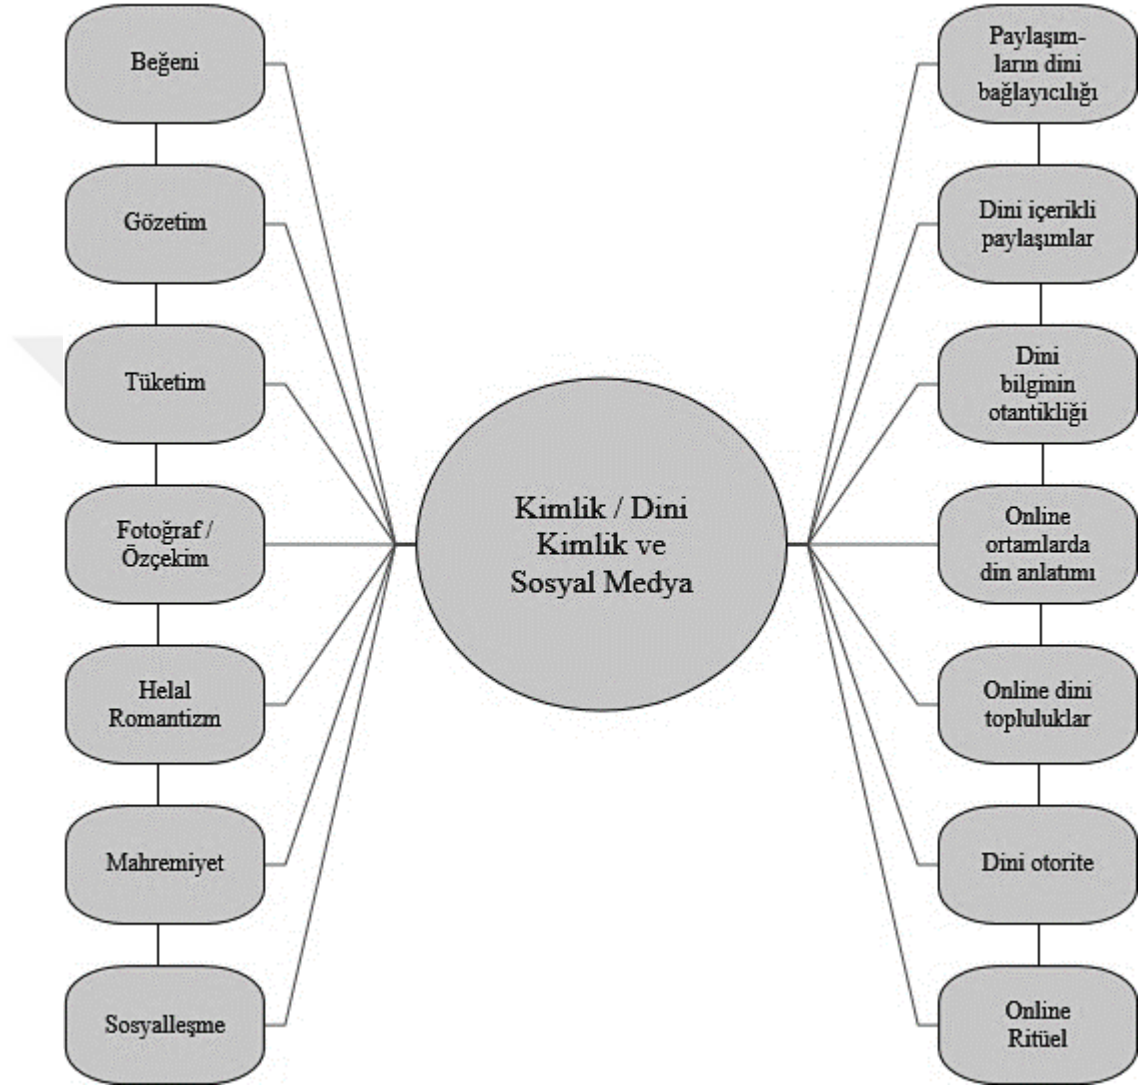 Beğeni
Gözetim
Tüketim
Fotoğraf /
Özçekim
Helal
Romantizm
Mahremiyet
Sosyalleşme
Kimlik / Dini
Kimlik ve
Sosyal Medya
Paylaşım-
ların dini
bağlayıcılığı
Dini içerikli
paylaşımlar
Dini
bilginin
otantikliği
Online
ortamlarda
din anlatımı
Online dini
topluluklar
Dini otorite
Online
Ritüel